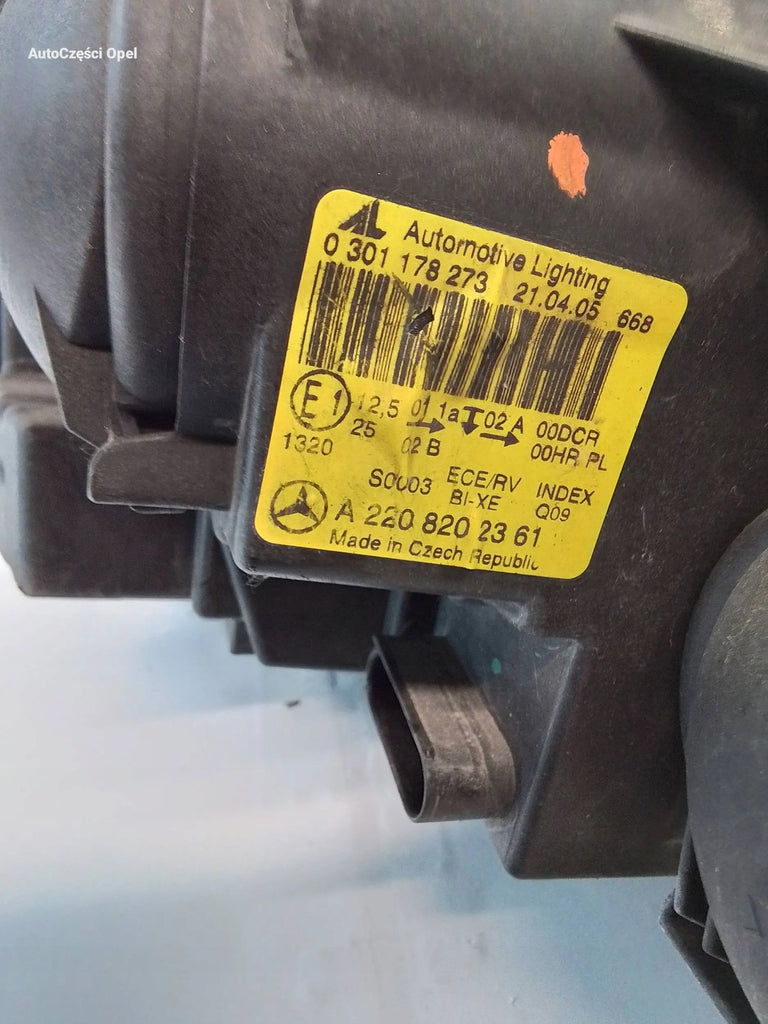 AutoCzęści Opel
AL Automotive Lighting
0 301 178 273 21.04.05 668
E1 12,5 01 1a 02 A 00DCR
1320 25 02 B 00HR PL
S0003 ECE/RV INDEX
BI-XE Q09
A 220 820 23 61
Made in Czech Republic